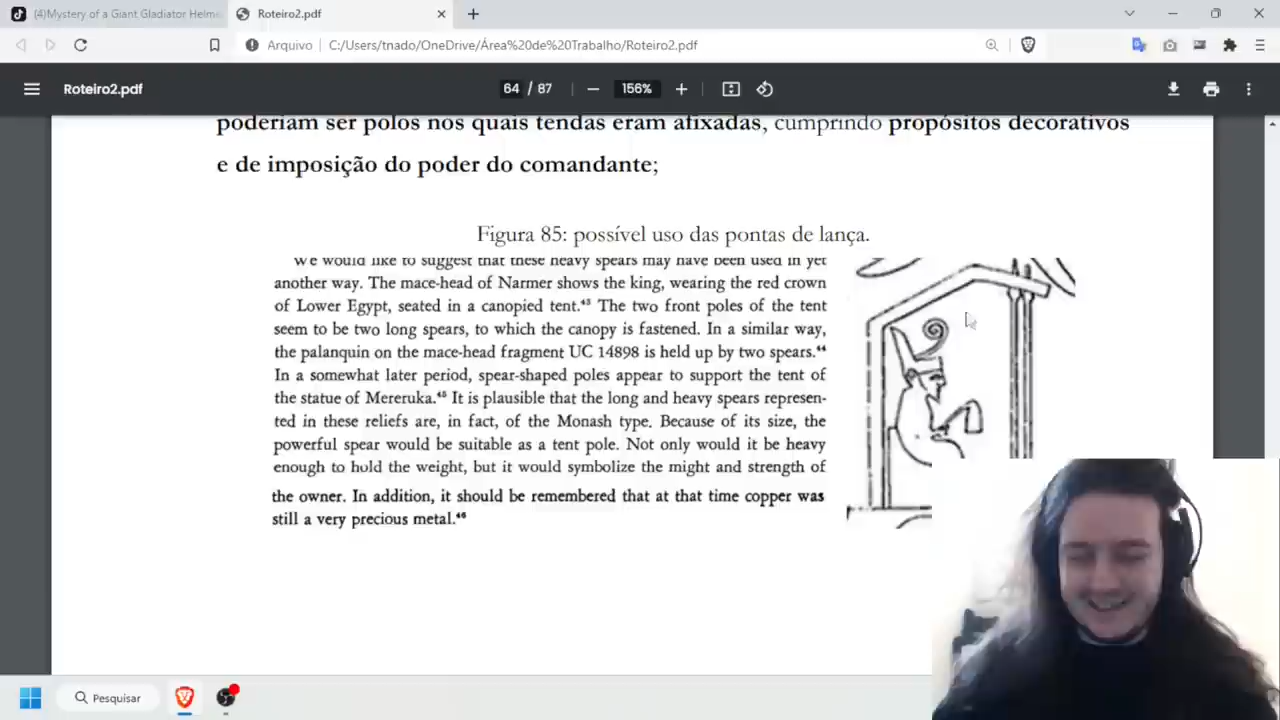 (4)Mystery of a Giant Gladiator Helme
Roteiro2.pdf
Arquivo
C:/Users/tnado/OneDrive/Área%20de%20Trabalho/Roteiro2.pdf
Roteiro2.pdf
64 / 87
156%
poderiam ser polos nos quais tendas eram afixadas, cumprindo propósitos decorativos
e de imposição do poder do comandante;
Figura 85: possível uso das pontas de lança.
We would like to suggest that these heavy spears may have been used in yet
another way. The mace-head of Narmer shows the king, wearing the red crown
of Lower Egypt, seated in a canopied tent.⁴³ The two front poles of the tent
seem to be two long spears, to which the canopy is fastened. In a similar way,
the palanquin on the mace-head fragment UC 14898 is held up by two spears.⁴⁴
In a somewhat later period, spear-shaped poles appear to support the tent of
the statue of Mereruka.⁴⁵ It is plausible that the long and heavy spears represen-
ted in these reliefs are, in fact, of the Monash type. Because of its size, the
powerful spear would be suitable as a tent pole. Not only would it be heavy
enough to hold the weight, but it would symbolize the might and strength of
the owner. In addition, it should be remembered that at that time copper was
still a very precious metal.⁴⁶
Pesquisar